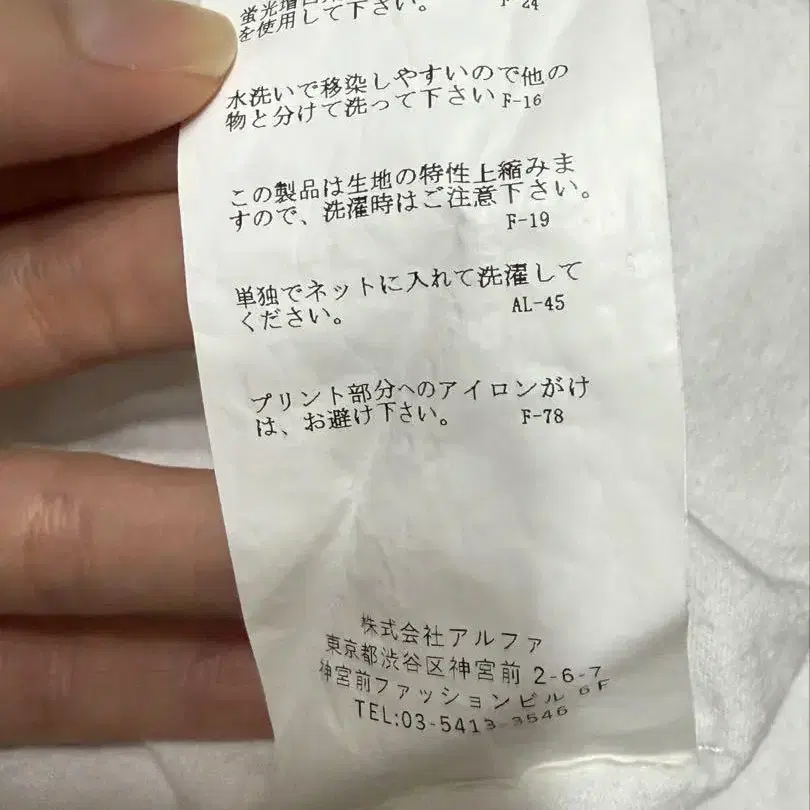 蛍光増白
を使用して下さい。 F-24
水洗いで移染しやすいので他の
物と分けて洗って下さい F-16
この製品は生地の特性上縮みま
すので、洗濯時はご注意下さい。
F-19
単独でネットに入れて洗濯して
ください。 AL-45
プリント部分へのアイロンがけ
は、お避け下さい。 F-78
株式会社アルファ
東京都渋谷区神宮前 2-6-7
神宮前ファッションビル 6F
TEL:03-5413-3546